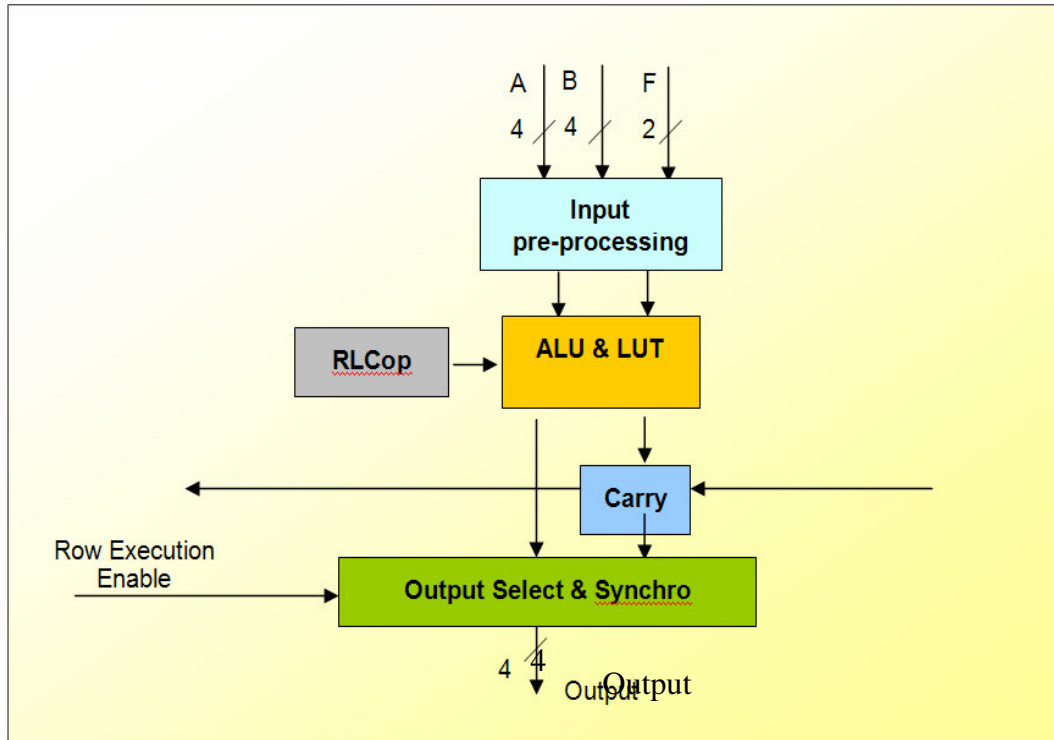 A B F
4 4 2
Input
pre-processing
RLCop
ALU & LUT
Carry
Row Execution
Enable
Output Select & Synchro
4 4
Output Output